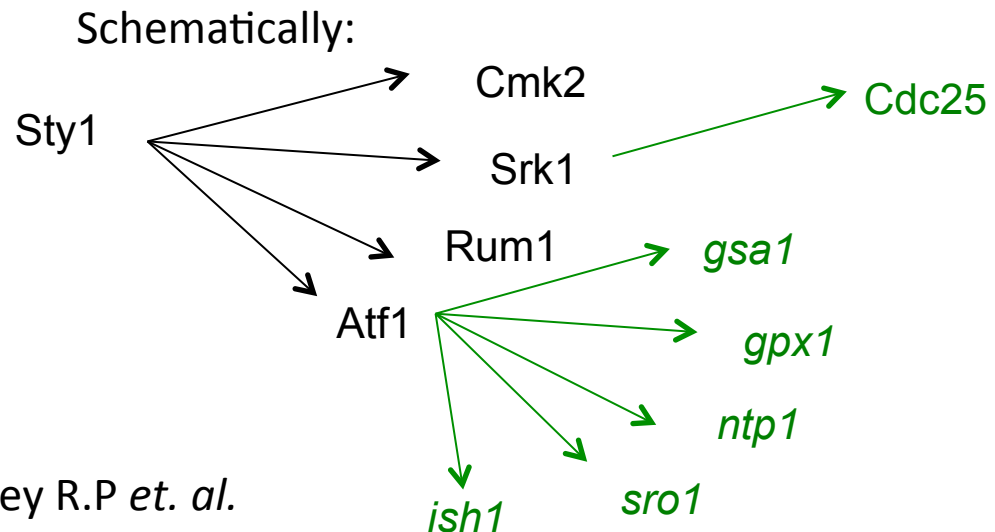 Schematically:
Cmk2
Cdc25
Sty1
Srk1
Rum1
gsa1
Atf1
gpx1
ntp1
ey R.P et. al.
sro1
ish1